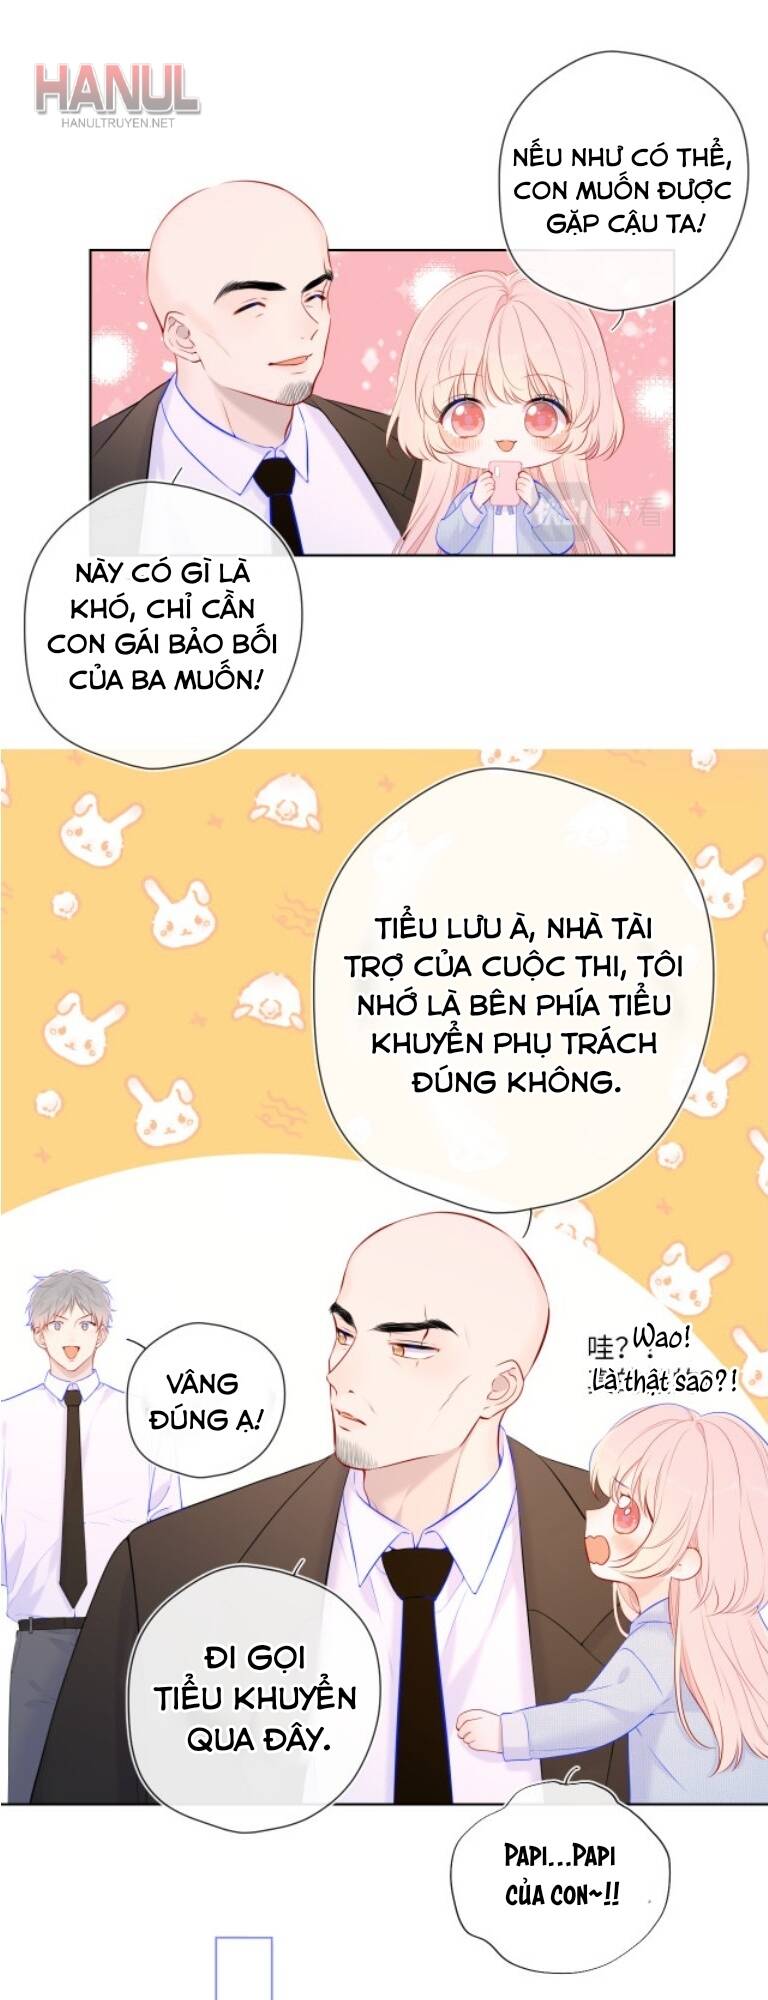 HANUL
HANULTRUYEN.NET
NẾU NHƯ CÓ THỂ,
CON MUỐN ĐƯỢC
GẶP CẬU TA!
快看
NÀY CÓ GÌ LÀ
KHÓ, CHỈ CẦN
CON GÁI BẢO BỐI
CỦA BA MUỐN!
TIỂU LƯU À, NHÀ TÀI
TRỢ CỦA CUỘC THI, TÔI
NHỚ LÀ BÊN PHÍA TIỂU
KHUYỂN PHỤ TRÁCH
ĐÚNG KHÔNG.
哇? Wao!
Là thật sao?!
VÂNG
ĐÚNG Ạ!
ĐI GỌI
TIỂU KHUYỂN
QUA ĐÂY.
PAPI...PAPI
CỦA CON~!!